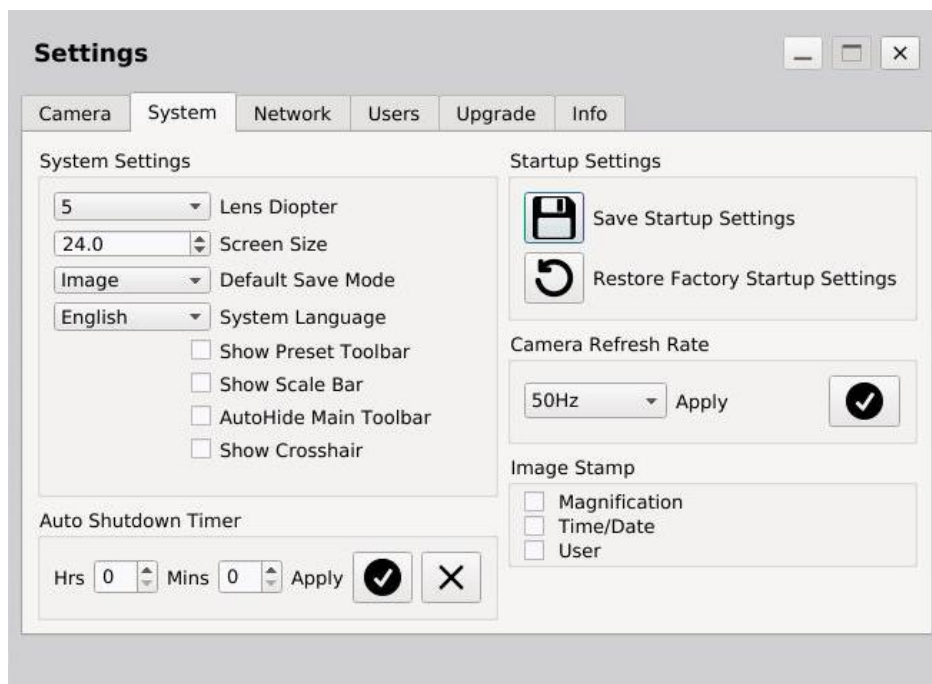 Settings
Camera System Network Users Upgrade Info
System Settings
5 Lens Diopter
24.0 Screen Size
Image Default Save Mode
English System Language
Show Preset Toolbar
Show Scale Bar
AutoHide Main Toolbar
Show Crosshair
Auto Shutdown Timer
Hrs 0 Mins 0 Apply
Startup Settings
Save Startup Settings
Restore Factory Startup Settings
Camera Refresh Rate
50Hz Apply
Image Stamp
Magnification
Time/Date
User